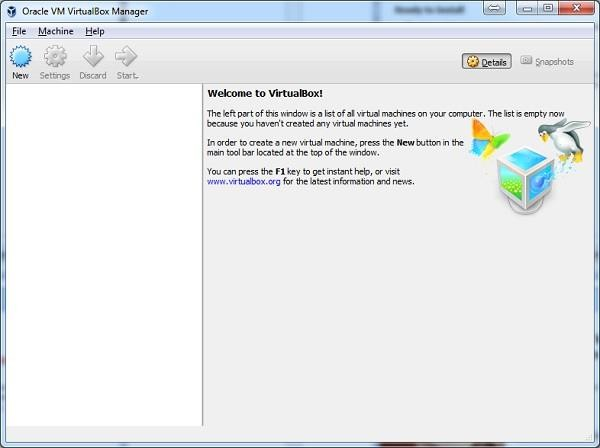 Oracle VM VirtualBox Manager
Ready to Install
File Machine Help
New Settings Discard Start.
Details Snapshots
Welcome to VirtualBox!
The left part of this window is a list of all virtual machines on your computer. The list is empty now
because you haven't created any virtual machines yet.
In order to create a new virtual machine, press the New button in the
main tool bar located at the top of the window.
You can press the F1 key to get instant help, or visit
www.virtualbox.org for the latest information and news.